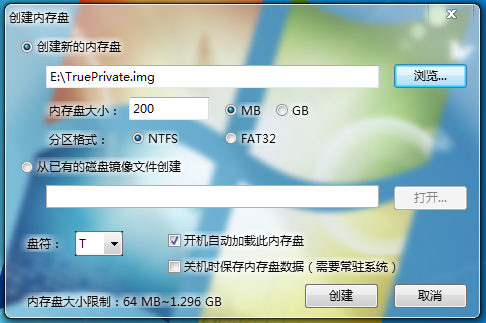 创建内存盘
创建新的内存盘
E:\TruePrivate.img 浏览...
内存盘大小： 200 MB GB
分区格式： NTFS FAT32
从已有的磁盘镜像文件创建
打开...
盘符： T 开机自动加载此内存盘
关机时保存内存盘数据（需要常驻系统）
内存盘大小限制：64 MB~1.296 GB 创建 取消